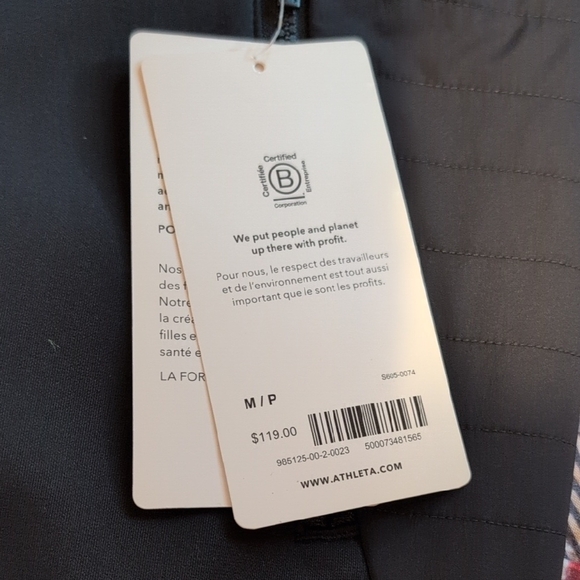 Certified
Certifiée
B
Entreprise
Corporation
We put people and planet
up there with profit.
Pour nous, le respect des travailleurs
et de l'environnement est tout aussi
important que le sont les profits.
S605-0074
M / P
$119.00
985125-00-2-0023 500073481565
WWW.ATHLETA.COM
PO
Nos
des f
Notre
la créa
filles e
santé e
LA FOR